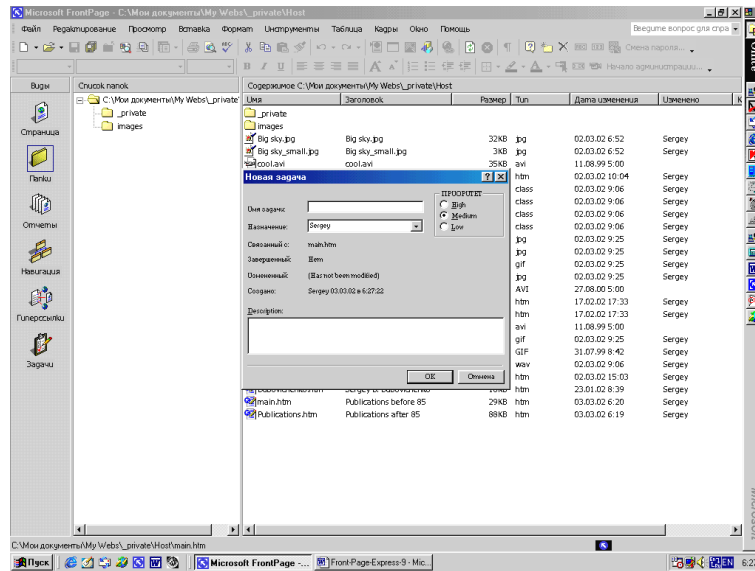 Microsoft FrontPage - C:\Мои документы\My Webs\_private\Host
Файл Редактирование Просмотр Вставка Формат Инструменты Таблица Кадры Окно Помощь
Введите вопрос для спра
Смена пароля...
Начало администрации...
Виды
Список папок
Содержимое C:\Мои документы\My Webs\_private\Host
C:\Мои документы\My Webs\_private\
_private
images
Страница
Папки
Отчеты
Навигация
Гиперссылки
Задачи
Имя Заголовок Размер Тип Дата изменения Изменено К
_private
images
Big sky.jpg Big sky.jpg 32KB jpg 02.03.02 6:52 Sergey
Big sky_small.jpg Big sky_small.jpg 3KB jpg 02.03.02 6:52 Sergey
cool.avi cool.avi 35KB avi 11.08.99 5:00
htm 02.03.02 10:04 Sergey
class 02.03.02 9:06 Sergey
class 02.03.02 9:06 Sergey
class 02.03.02 9:06 Sergey
class 02.03.02 9:06 Sergey
jpg 02.03.02 9:25 Sergey
jpg 02.03.02 9:25 Sergey
gif 02.03.02 9:25 Sergey
jpg 02.03.02 9:25 Sergey
AVI 27.08.00 5:00
htm 17.02.02 17:33 Sergey
htm 17.02.02 17:33 Sergey
avi 11.08.99 5:00
gif 02.03.02 9:25 Sergey
GIF 31.07.99 8:42 Sergey
wav 02.03.02 9:06 Sergey
htm 02.03.02 15:03 Sergey
htm 23.01.02 8:39 Sergey
main.htm Publications before 85 29KB htm 03.03.02 6:20 Sergey
Publications.htm Publications after 85 88KB htm 03.03.02 6:19 Sergey
Новая задача
Имя задачи:
Назначение: Sergey
ПРИОРИТЕТ
High
Medium
Low
Связанный с: main.htm
Завершенный: Нет
Измененный: (Has not been modified)
Создано: Sergey 03.03.02 в 6:27:22
Description:
OK Отмена
C:\Мои документы\My Webs\_private\Host\main.htm
Пуск
Microsoft FrontPage -...
Front-Page-Express-9 - Mic...
EN
Office